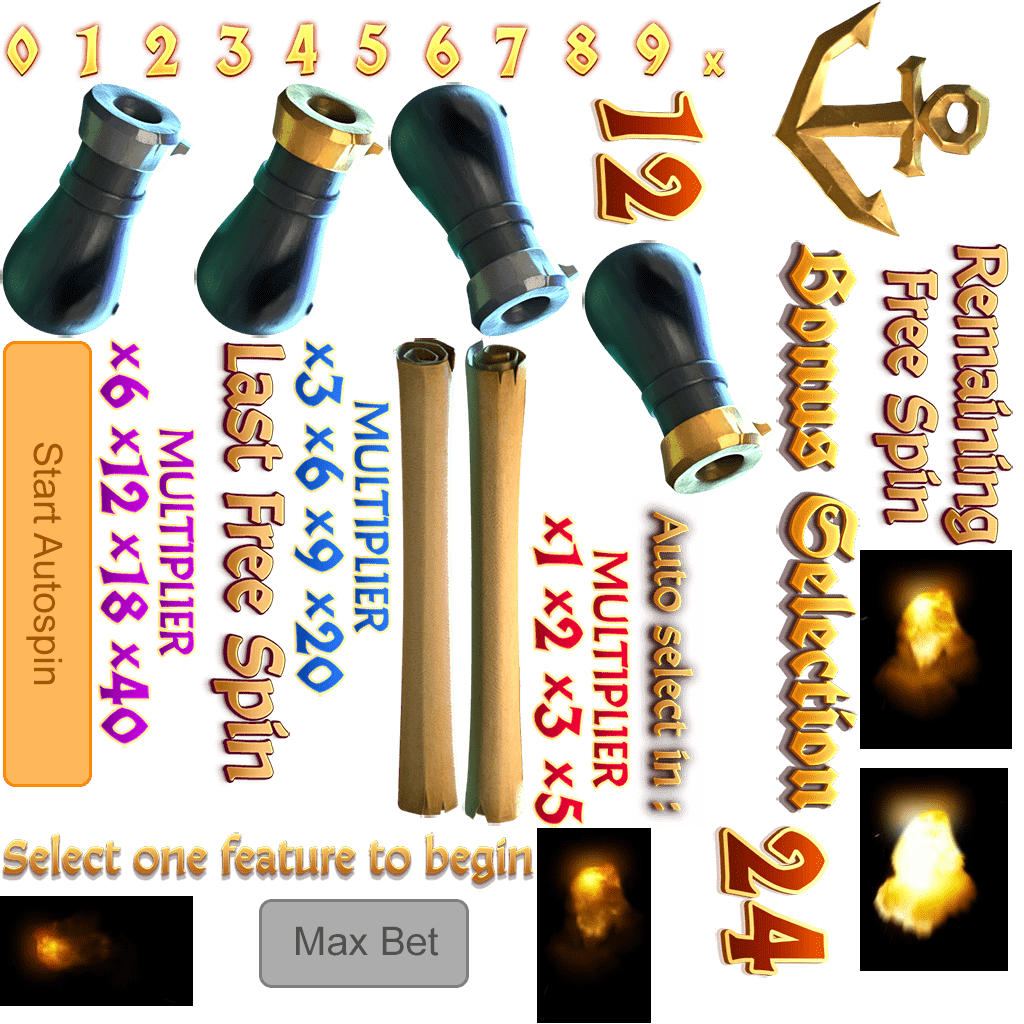 0 1 2 3 4 5 6 7 8 9 x
12
Remaining
Free Spin
Bonus Selection
Start Autospin
MULTIPLIER
x6 x12 x18 x40
Last Free Spin
MULTIPLIER
x3 x6 x9 x20
MULTIPLIER
x1 x2 x3 x5
Auto select in :
Select one feature to begin
24
Max Bet